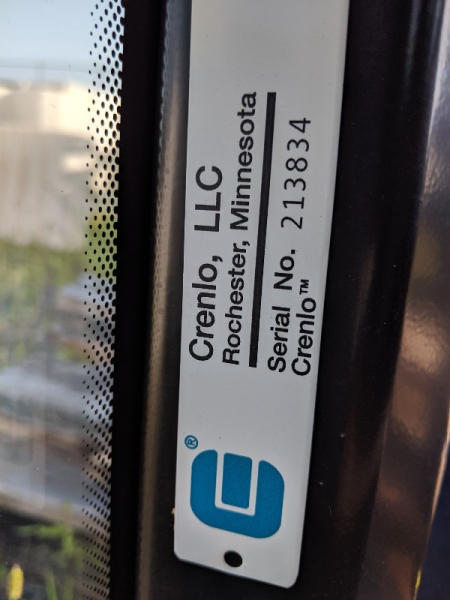 Crenlo, LLC
Rochester, Minnesota
Serial No. 213834
Crenlo™
®